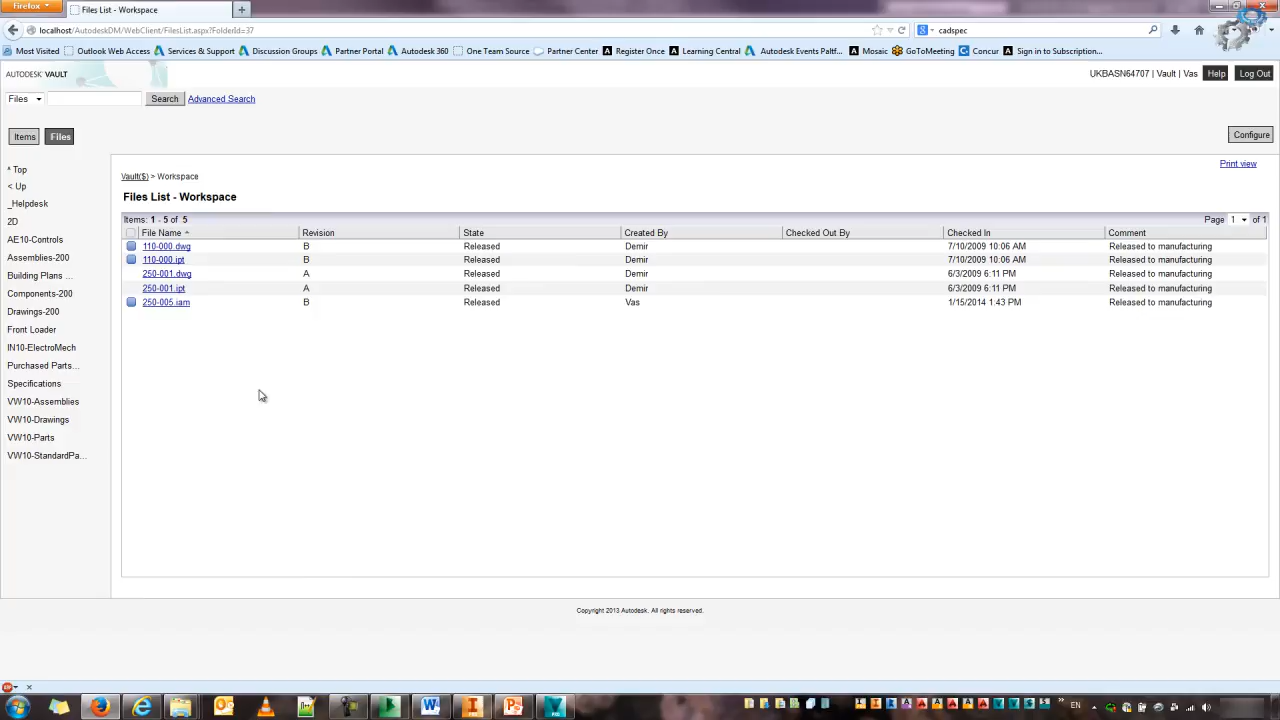 Firefox
Files List - Workspace
localhost/AutodeskDM/WebClient/FilesList.aspx?FolderId=37
cadspec
Most Visited Outlook Web Access Services & Support Discussion Groups Partner Portal Autodesk 360 One Team Source Partner Center Register Once Learning Central Autodesk Events Paltf... Mosaic GoToMeeting Concur Sign in to Subscription...
AUTODESK VAULT
UKBASN64707 | Vault | Vas Help Log Out
Files Search Advanced Search
Items Files Configure
Print view
^ Top
< Up
_Helpdesk
2D
AE10-Controls
Assemblies-200
Building Plans ...
Components-200
Drawings-200
Front Loader
IN10-ElectroMech
Purchased Parts...
Specifications
VW10-Assemblies
VW10-Drawings
VW10-Parts
VW10-StandardPa...
Vault($) > Workspace
Files List - Workspace
Items: 1 - 5 of 5 Page 1 of 1
File Name Revision State Created By Checked Out By Checked In Comment
110-000.dwg B Released Demir 7/10/2009 10:06 AM Released to manufacturing
110-000.ipt B Released Demir 7/10/2009 10:06 AM Released to manufacturing
250-001.dwg A Released Demir 6/3/2009 6:11 PM Released to manufacturing
250-001.ipt A Released Demir 6/3/2009 6:11 PM Released to manufacturing
250-005.iam B Released Vas 1/15/2014 1:43 PM Released to manufacturing
Copyright 2013 Autodesk. All rights reserved.
EN